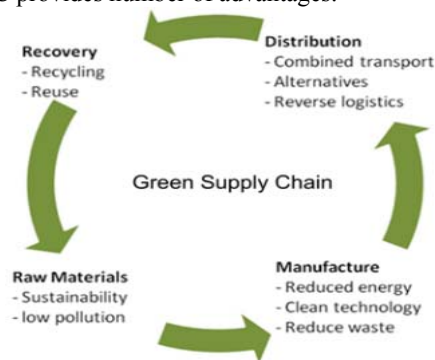 provides number of advantages.
Recovery
- Recycling
- Reuse
Distribution
- Combined transport
- Alternatives
- Reverse logistics
Green Supply Chain
Raw Materials
- Sustainability
- low pollution
Manufacture
- Reduced energy
- Clean technology
- Reduce waste